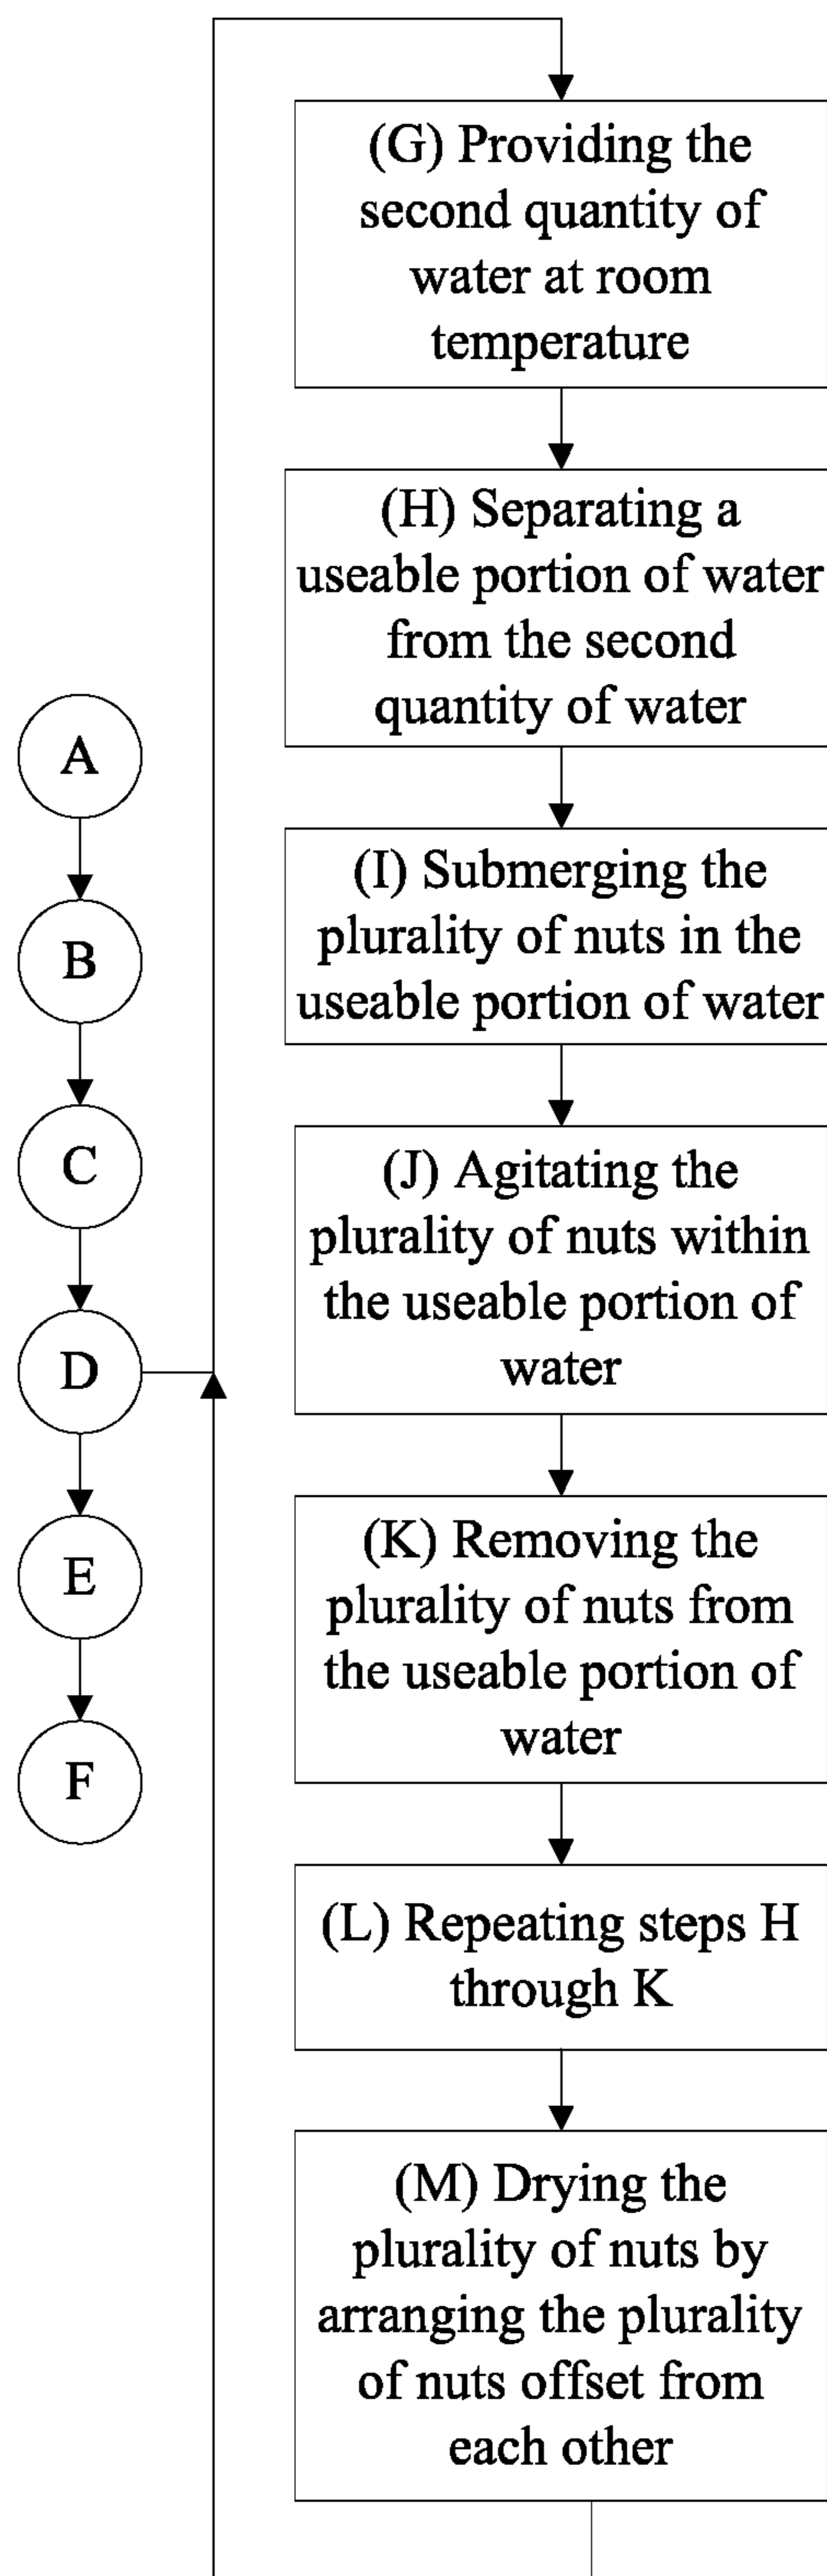 A
B
C
D
E
F
(G) Providing the
second quantity of
water at room
temperature
(H) Separating a
useable portion of water
from the second
quantity of water
(I) Submerging the
plurality of nuts in the
useable portion of water
(J) Agitating the
plurality of nuts within
the useable portion of
water
(K) Removing the
plurality of nuts from
the useable portion of
water
(L) Repeating steps H
through K
(M) Drying the
plurality of nuts by
arranging the plurality
of nuts offset from
each other